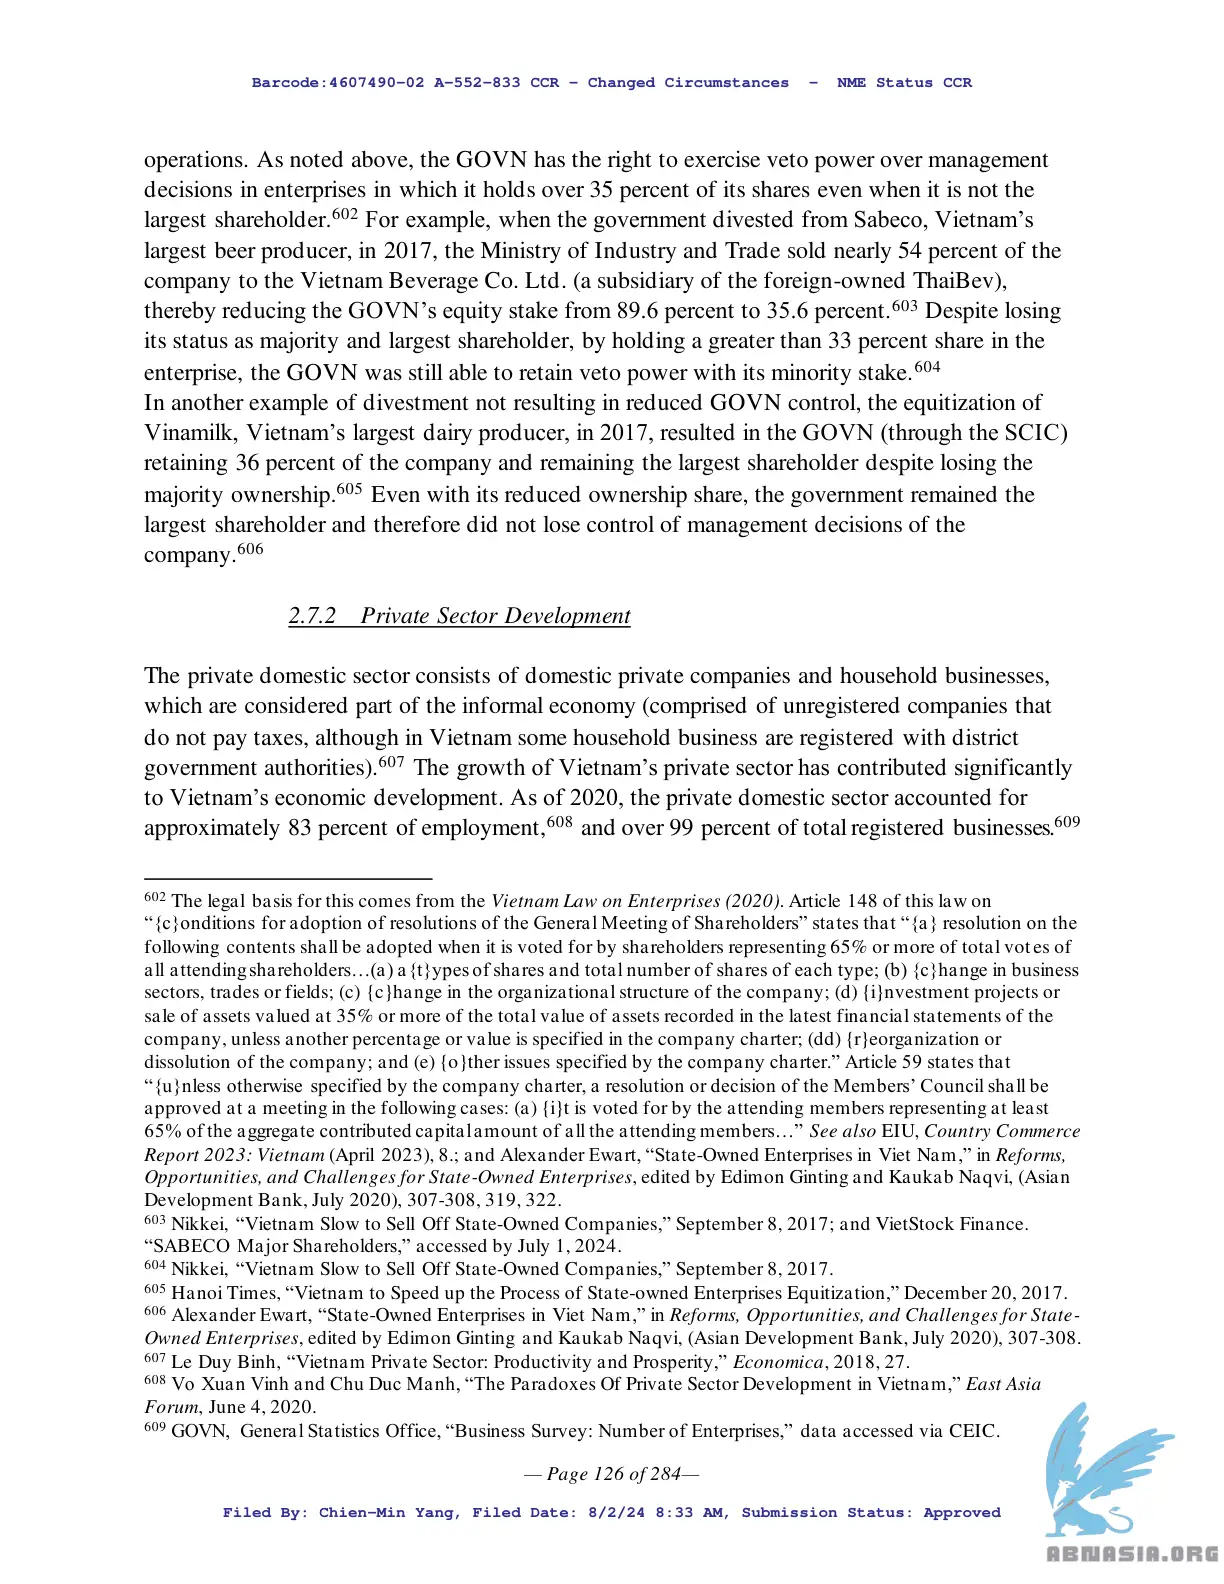 Barcode:4607490-02 A-552-833 CCR - Changed Circumstances - NME Status CCR
operations. As noted above, the GOVN has the right to exercise veto power over management
decisions in enterprises in which it holds over 35 percent of its shares even when it is not the
largest shareholder.602 For example, when the government divested from Sabeco, Vietnam’s
largest beer producer, in 2017, the Ministry of Industry and Trade sold nearly 54 percent of the
company to the Vietnam Beverage Co. Ltd. (a subsidiary of the foreign-owned ThaiBev),
thereby reducing the GOVN’s equity stake from 89.6 percent to 35.6 percent.603 Despite losing
its status as majority and largest shareholder, by holding a greater than 33 percent share in the
enterprise, the GOVN was still able to retain veto power with its minority stake.604
In another example of divestment not resulting in reduced GOVN control, the equitization of
Vinamilk, Vietnam’s largest dairy producer, in 2017, resulted in the GOVN (through the SCIC)
retaining 36 percent of the company and remaining the largest shareholder despite losing the
majority ownership.605 Even with its reduced ownership share, the government remained the
largest shareholder and therefore did not lose control of management decisions of the
company.606
2.7.2 Private Sector Development
The private domestic sector consists of domestic private companies and household businesses,
which are considered part of the informal economy (comprised of unregistered companies that
do not pay taxes, although in Vietnam some household business are registered with district
government authorities).607 The growth of Vietnam’s private sector has contributed significantly
to Vietnam’s economic development. As of 2020, the private domestic sector accounted for
approximately 83 percent of employment,608 and over 99 percent of total registered businesses.609
602 The legal basis for this comes from the Vietnam Law on Enterprises (2020). Article 148 of this law on
“{c}onditions for adoption of resolutions of the General Meeting of Shareholders” states that “{a} resolution on the
following contents shall be adopted when it is voted for by shareholders representing 65% or more of total votes of
all attending shareholders…(a) a {t}ypes of shares and total number of shares of each type; (b) {c}hange in business
sectors, trades or fields; (c) {c}hange in the organizational structure of the company; (d) {i}nvestment projects or
sale of assets valued at 35% or more of the total value of assets recorded in the latest financial statements of the
company, unless another percentage or value is specified in the company charter; (dd) {r}eorganization or
dissolution of the company; and (e) {o}ther issues specified by the company charter.” Article 59 states that
“{u}nless otherwise specified by the company charter, a resolution or decision of the Members’ Council shall be
approved at a meeting in the following cases: (a) {i}t is voted for by the attending members representing at least
65% of the aggregate contributed capital amount of all the attending members…” See also EIU, Country Commerce
Report 2023: Vietnam (April 2023), 8.; and Alexander Ewart, “State-Owned Enterprises in Viet Nam,” in Reforms,
Opportunities, and Challenges for State-Owned Enterprises, edited by Edimon Ginting and Kaukab Naqvi, (Asian
Development Bank, July 2020), 307-308, 319, 322.
603 Nikkei, “Vietnam Slow to Sell Off State-Owned Companies,” September 8, 2017; and VietStock Finance.
“SABECO Major Shareholders,” accessed by July 1, 2024.
604 Nikkei, “Vietnam Slow to Sell Off State-Owned Companies,” September 8, 2017.
605 Hanoi Times, “Vietnam to Speed up the Process of State-owned Enterprises Equitization,” December 20, 2017.
606 Alexander Ewart, “State-Owned Enterprises in Viet Nam,” in Reforms, Opportunities, and Challenges for State-
Owned Enterprises, edited by Edimon Ginting and Kaukab Naqvi, (Asian Development Bank, July 2020), 307-308.
607 Le Duy Binh, “Vietnam Private Sector: Productivity and Prosperity,” Economica, 2018, 27.
608 Vo Xuan Vinh and Chu Duc Manh, “The Paradoxes Of Private Sector Development in Vietnam,” East Asia
Forum, June 4, 2020.
609 GOVN, General Statistics Office, “Business Survey: Number of Enterprises,” data accessed via CEIC.
— Page 126 of 284—
Filed By: Chien-Min Yang, Filed Date: 8/2/24 8:33 AM, Submission Status: Approved
ABNASIA.ORG